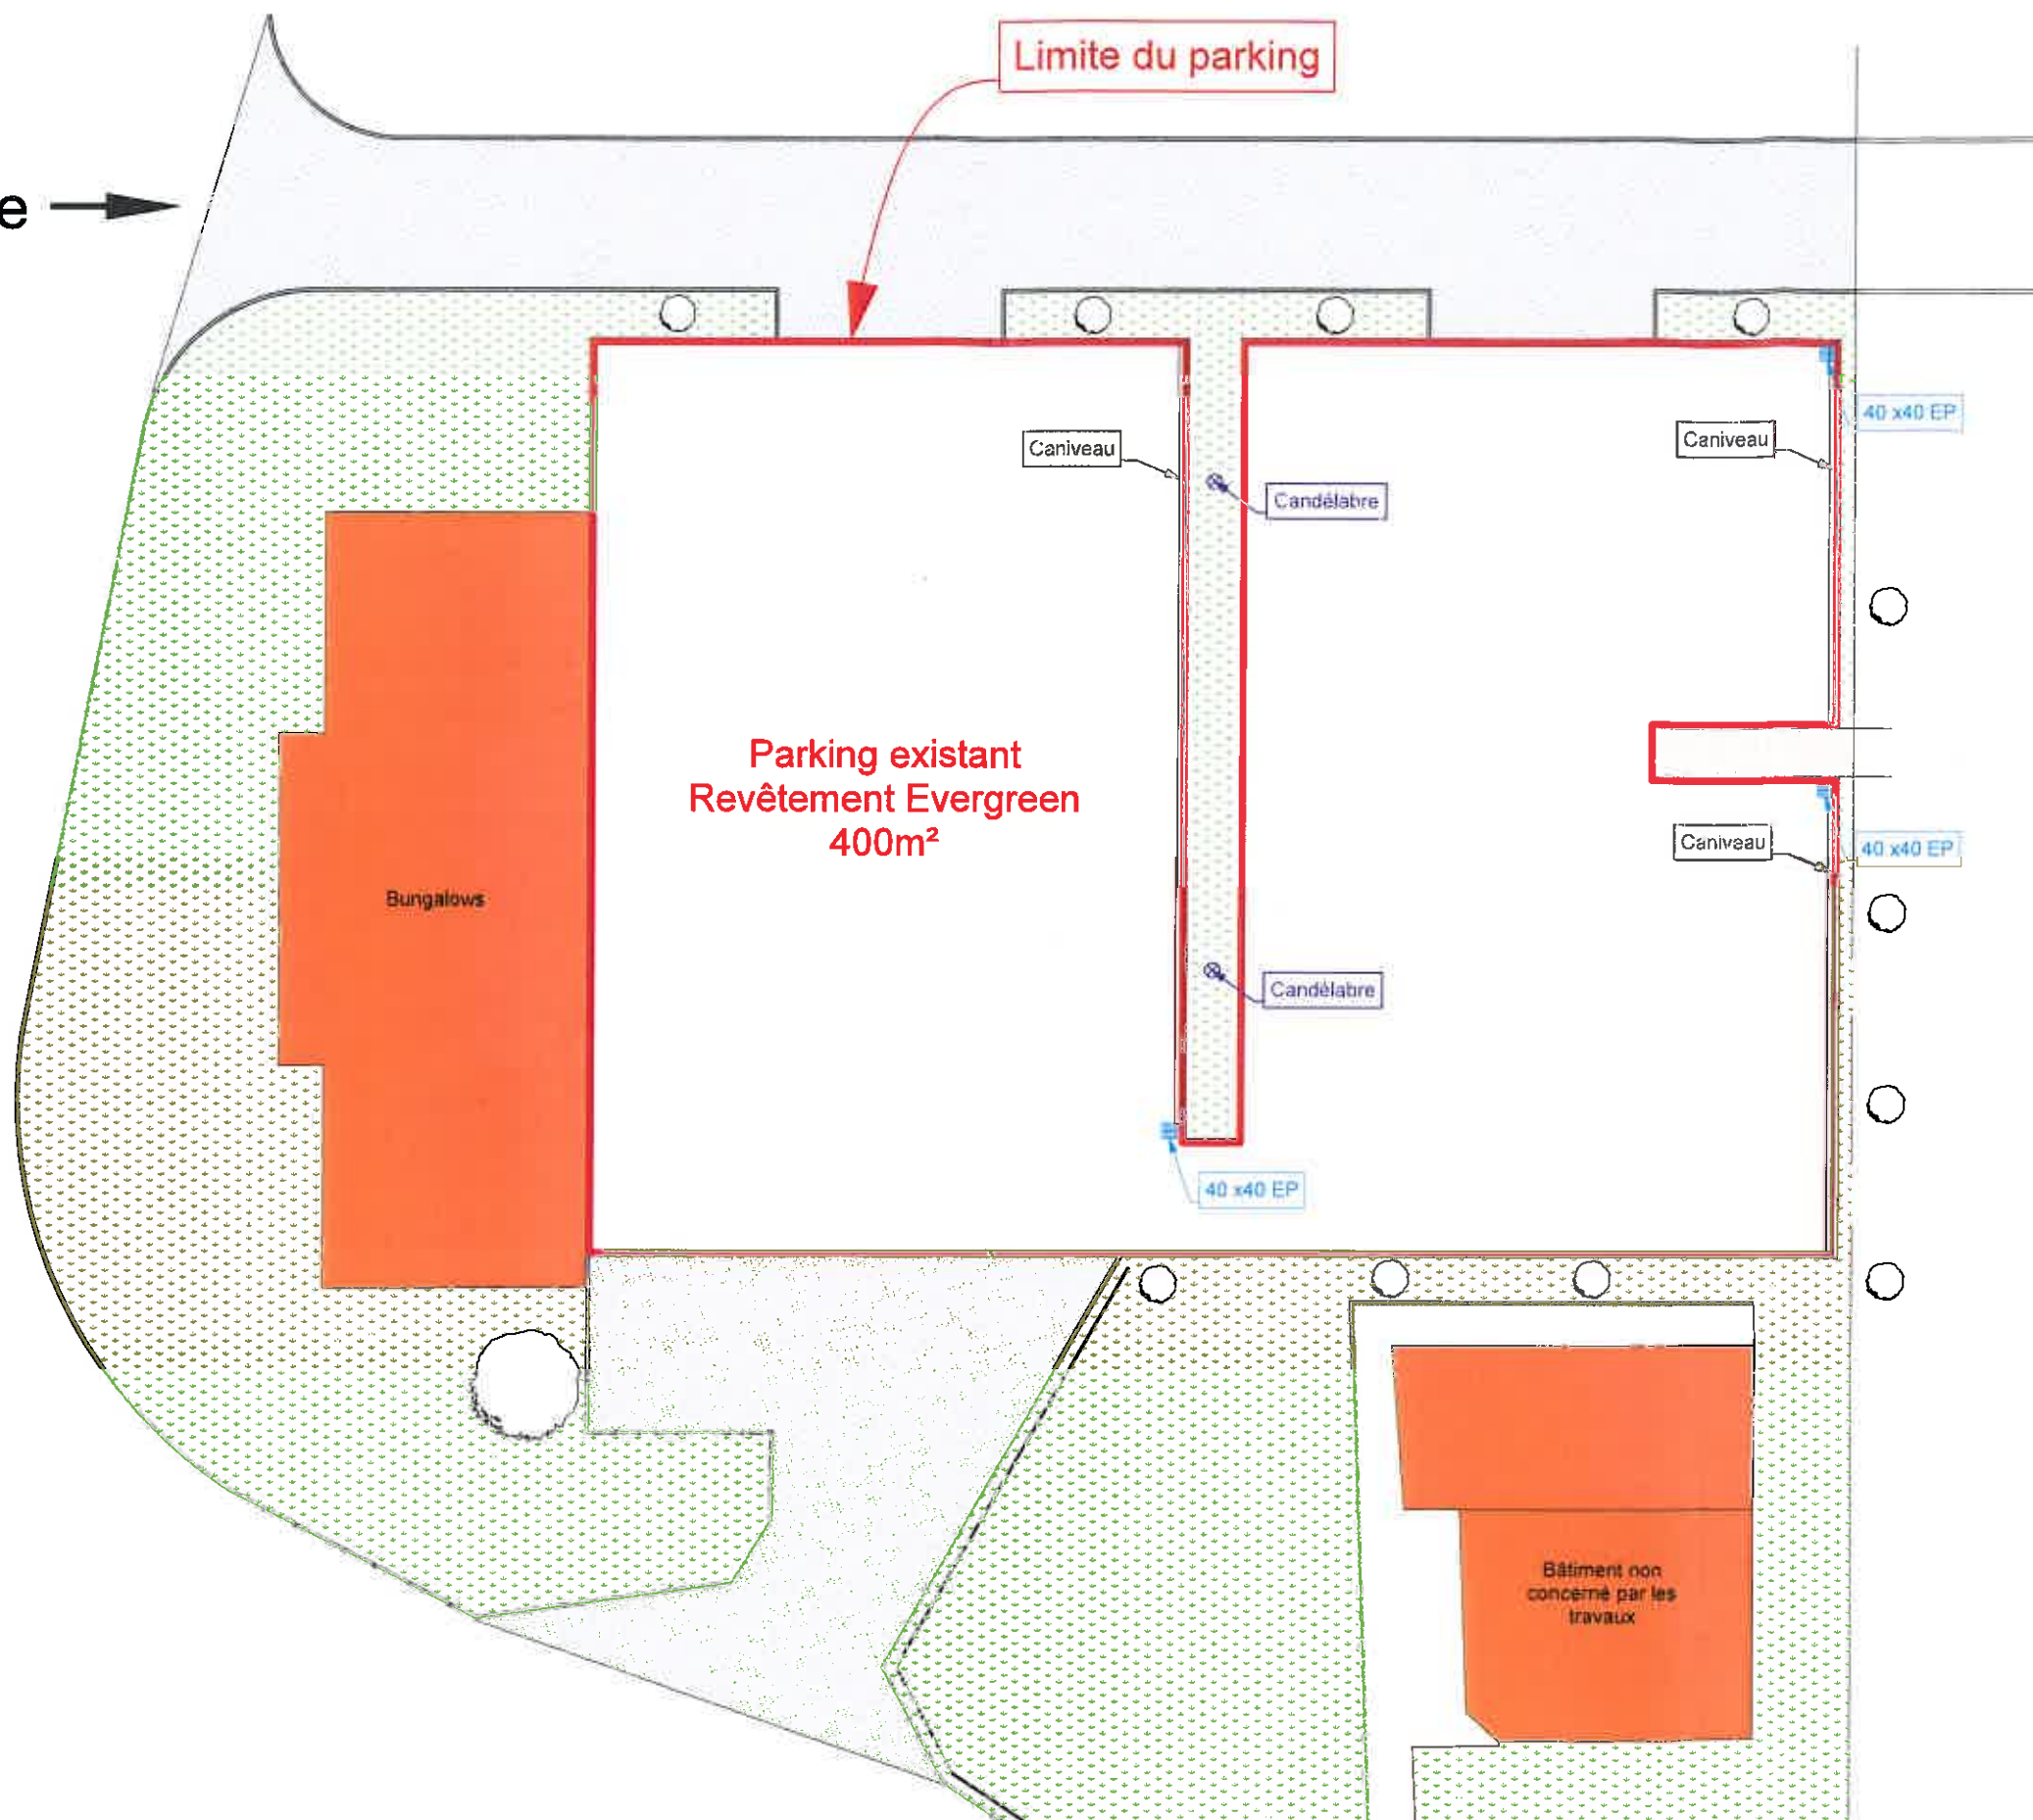 Limite du parking
e
40 x40 EP
Caniveau
Caniveau
Candélabre
Parking existant
Revêtement Evergreen
400m²
Caniveau
40 x40 EP
Bungalows
Candélabre
40 x40 EP
Bâtiment non
concerné par les
travaux